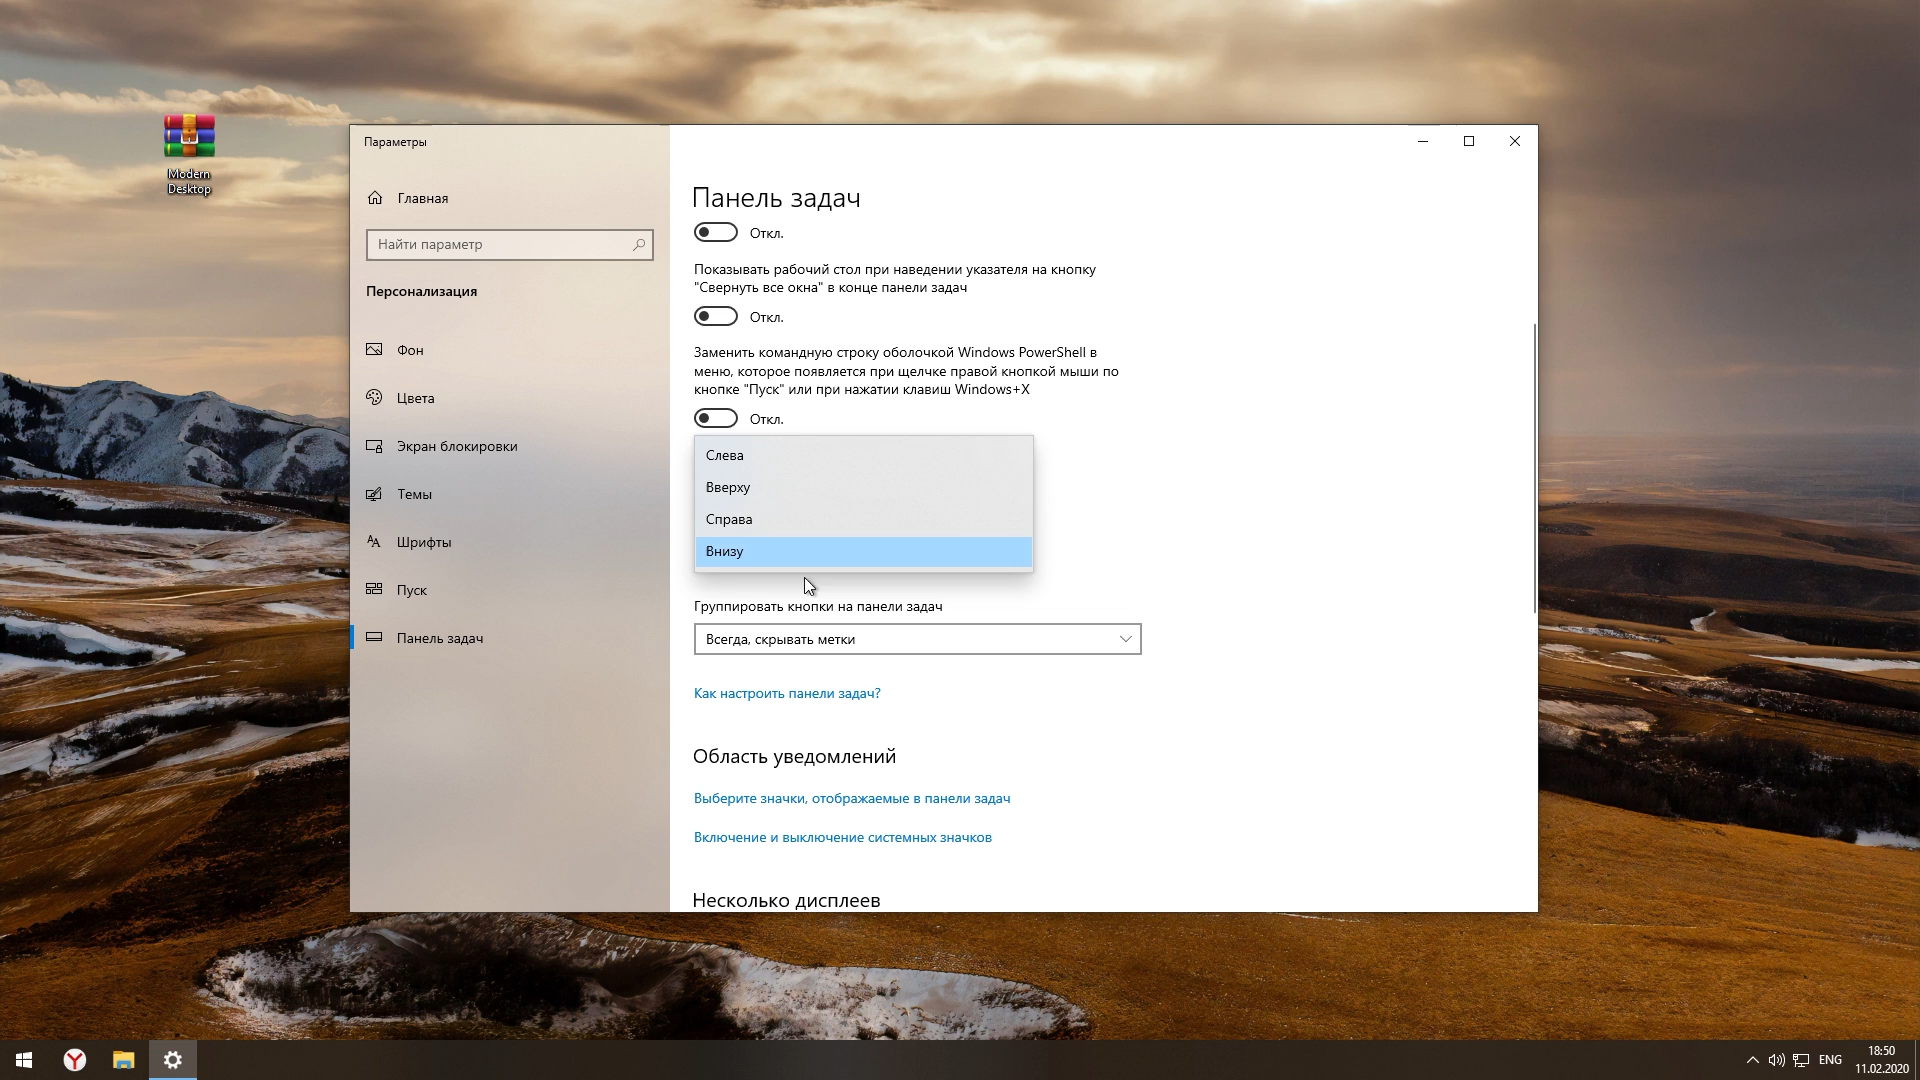 Modern
Desktop
Параметры
Главная
Найти параметр
Персонализация
Фон
Цвета
Экран блокировки
Темы
Шрифты
Пуск
Панель задач
Панель задач
Откл.
Показывать рабочий стол при наведении указателя на кнопку
"Свернуть все окна" в конце панели задач
Откл.
Заменить командную строку оболочкой Windows PowerShell в
меню, которое появляется при щелчке правой кнопкой мыши по
кнопке "Пуск" или при нажатии клавиш Windows+X
Откл.
Слева
Вверху
Справа
Внизу
Группировать кнопки на панели задач
Всегда, скрывать метки
Как настроить панели задач?
Область уведомлений
Выберите значки, отображаемые в панели задач
Включение и выключение системных значков
Несколько дисплеев
ENG
18:50
11.02.2020